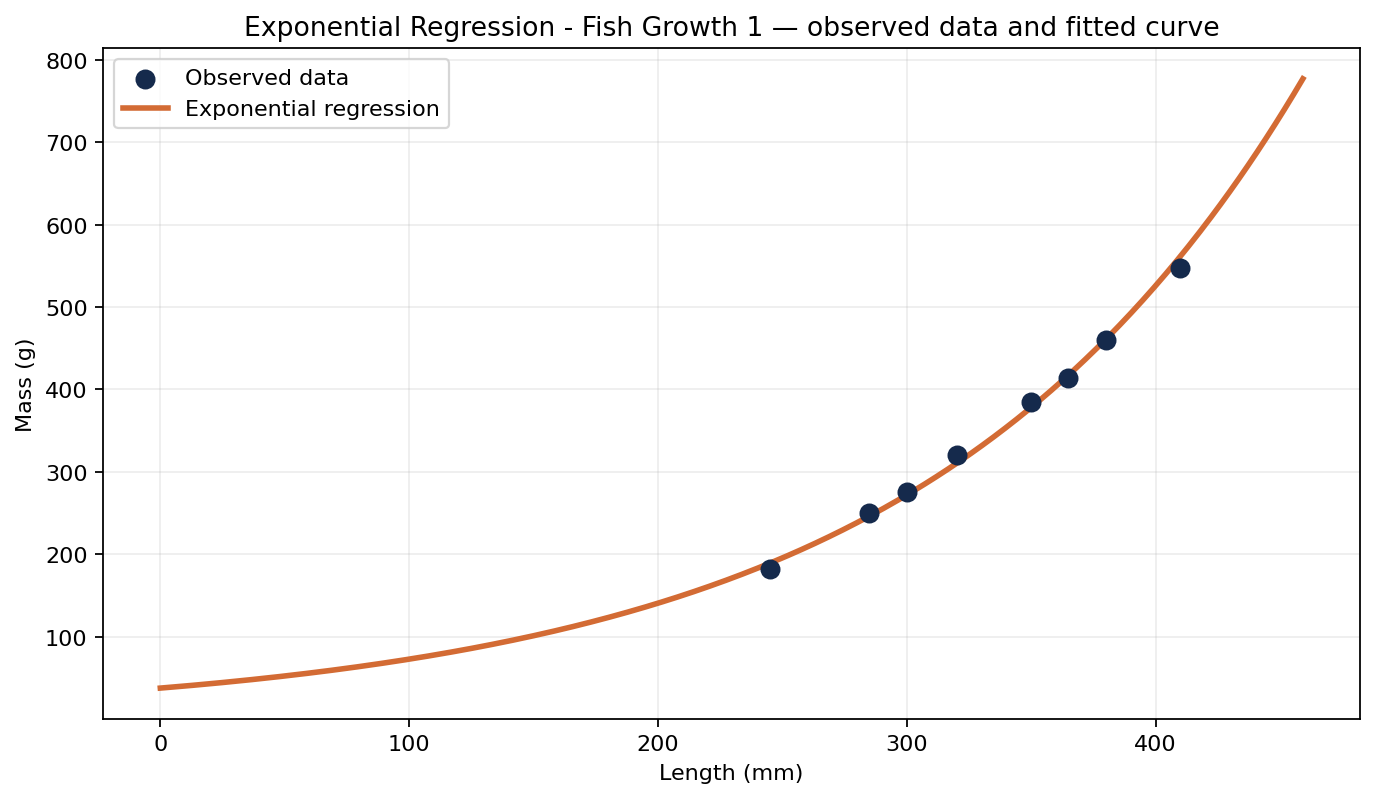 Exponential Regression - Fish Growth 1 — observed data and fitted curve
Observed data
Exponential regression
800
700
600
500
400
300
200
100
Mass (g)
0 100 200 300 400
Length (mm)